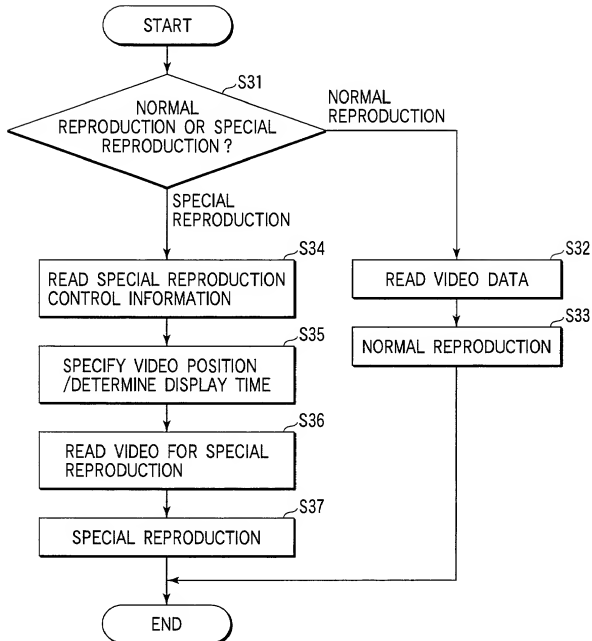 START
S31
NORMAL
REPRODUCTION OR SPECIAL
REPRODUCTION ?
NORMAL
REPRODUCTION
SPECIAL
REPRODUCTION
S34
READ SPECIAL REPRODUCTION
CONTROL INFORMATION
S32
READ VIDEO DATA
S33
NORMAL REPRODUCTION
S35
SPECIFY VIDEO POSITION
/DETERMINE DISPLAY TIME
S36
READ VIDEO FOR SPECIAL
REPRODUCTION
S37
SPECIAL REPRODUCTION
END